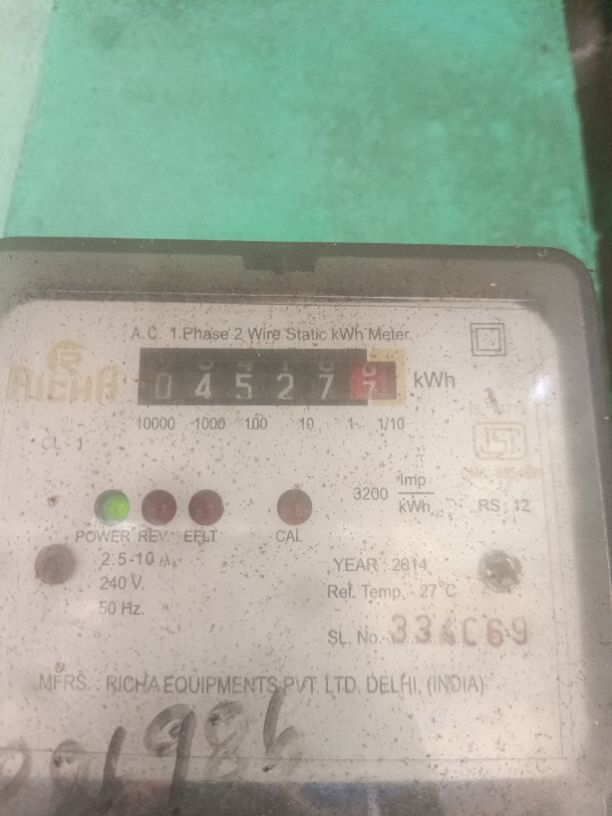 A.C. 1 Phase 2 Wire Static kWh Meter.
RICHA
0 4 5 2 7 7 kWh
10000 1000 100 10 1 1/10
CL-1
ISI
3200 Imp/kWh
RS 12
POWER REV. EFLT CAL
2.5-10 A.
240 V.
50 Hz.
YEAR : 2014
Ref. Temp. - 27°C
SL. No.
MFRS. : RICHA EQUIPMENTS PVT. LTD. DELHI, (INDIA)